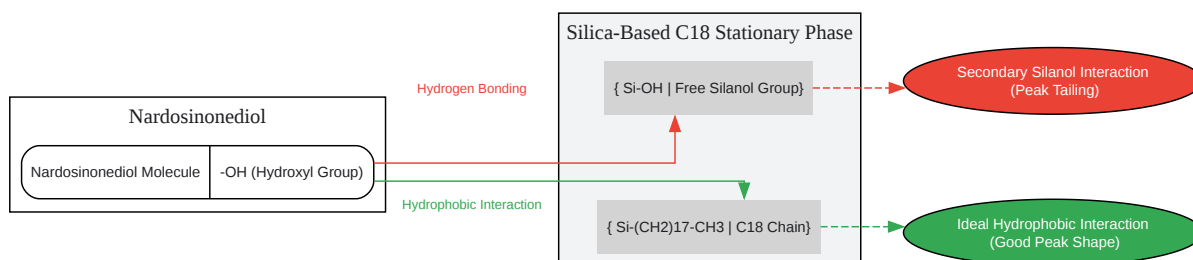 Silica-Based C18 Stationary Phase
Secondary Silanol Interaction
(Peak Tailing)
Hydrogen Bonding
{ Si-OH | Free Silanol Group}
Nardosinonediol
Nardosinonediol Molecule
-OH (Hydroxyl Group)
Hydrophobic Interaction
{ Si-(CH2)17-CH3 | C18 Chain}
Ideal Hydrophobic Interaction
(Good Peak Shape)